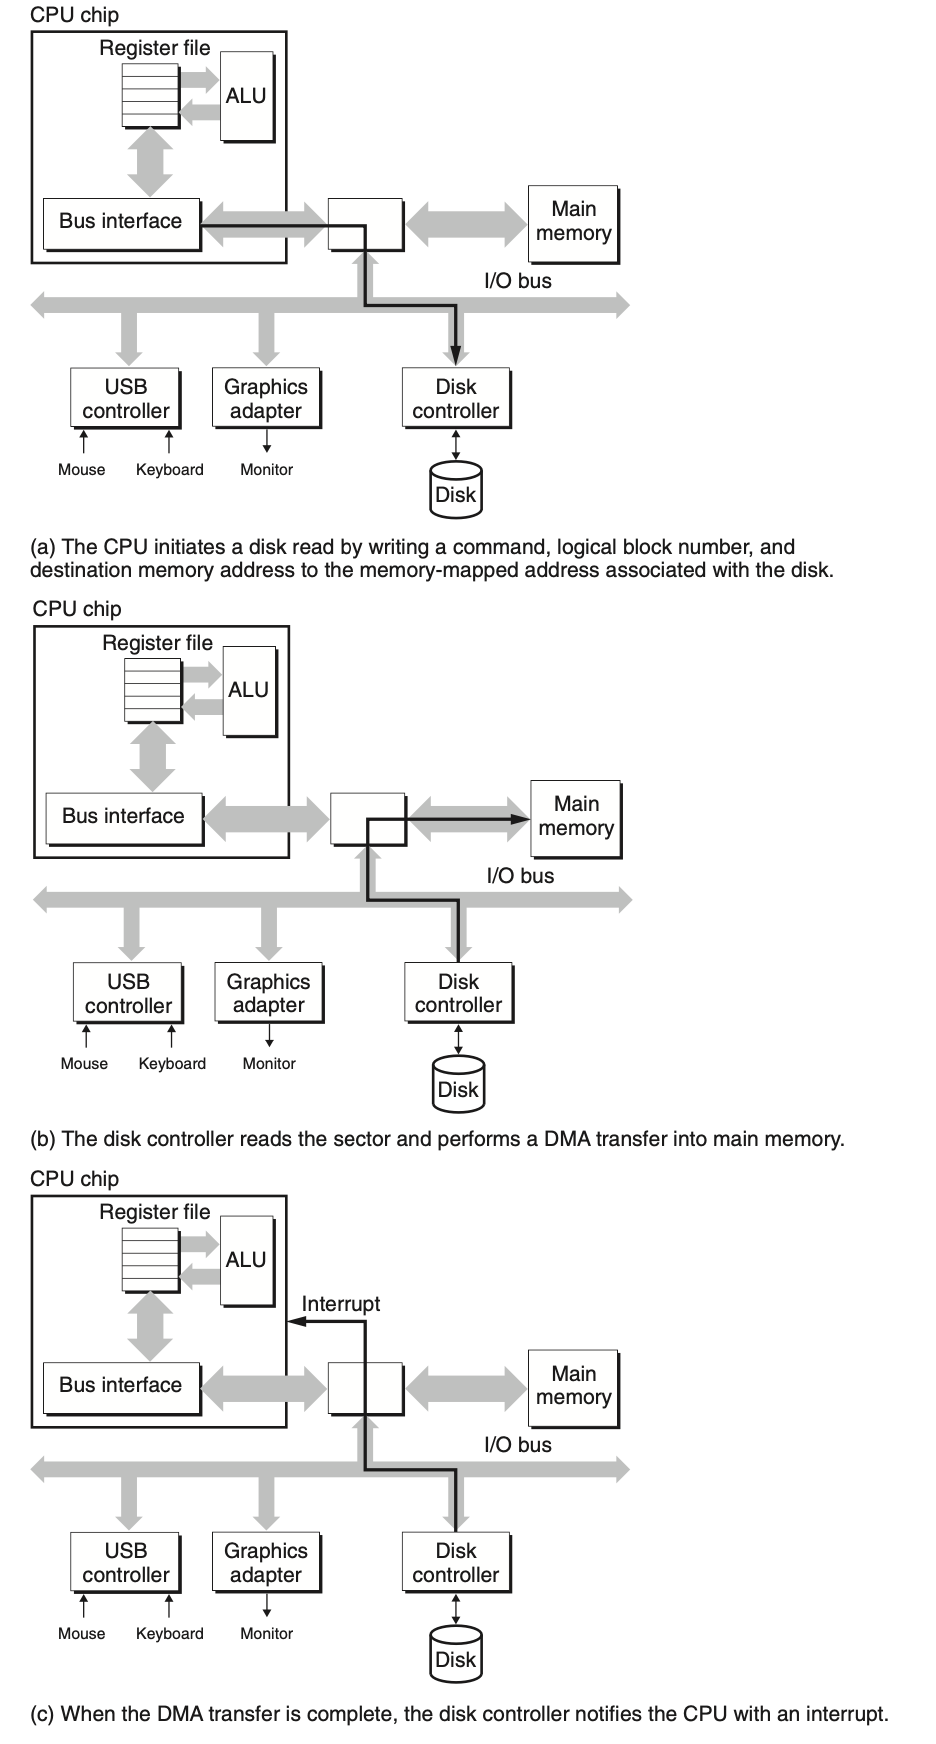 CPU chip
Register file
ALU
Bus interface
Main
memory
I/O bus
USB
controller
Graphics
adapter
Disk
controller
Mouse
Keyboard
Monitor
Disk
(a) The CPU initiates a disk read by writing a command, logical block number, and
destination memory address to the memory-mapped address associated with the disk.
CPU chip
Register file
ALU
Bus interface
Main
memory
I/O bus
USB
controller
Graphics
adapter
Disk
controller
Mouse
Keyboard
Monitor
Disk
(b) The disk controller reads the sector and performs a DMA transfer into main memory.
CPU chip
Register file
ALU
Interrupt
Bus interface
Main
memory
I/O bus
USB
controller
Graphics
adapter
Disk
controller
Mouse
Keyboard
Monitor
Disk
(c) When the DMA transfer is complete, the disk controller notifies the CPU with an interrupt.